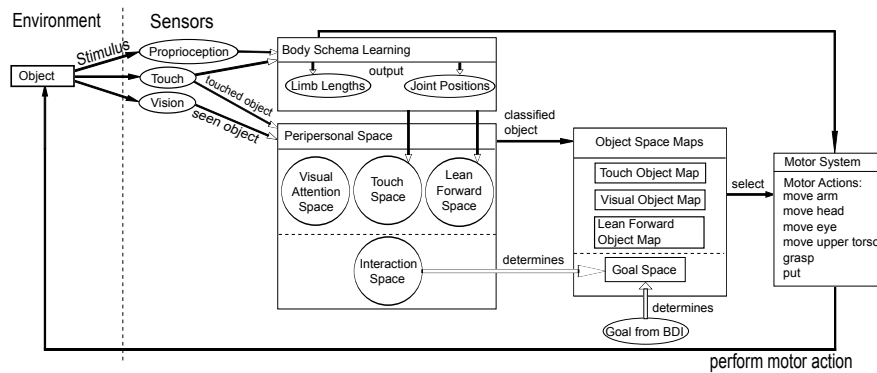 Environment
Sensors
Stimulus
Object
Proprioception
Touch
Vision
touched object
seen object
Body Schema Learning
output
Limb Lengths
Joint Positions
Peripersonal Space
Visual
Attention
Space
Touch
Space
Lean
Forward
Space
Interaction
Space
classified
object
determines
Object Space Maps
Touch Object Map
Visual Object Map
Lean Forward
Object Map
Goal Space
determines
Goal from BDI
select
Motor System
Motor Actions:
move arm
move head
move eye
move upper torso
grasp
put
perform motor action